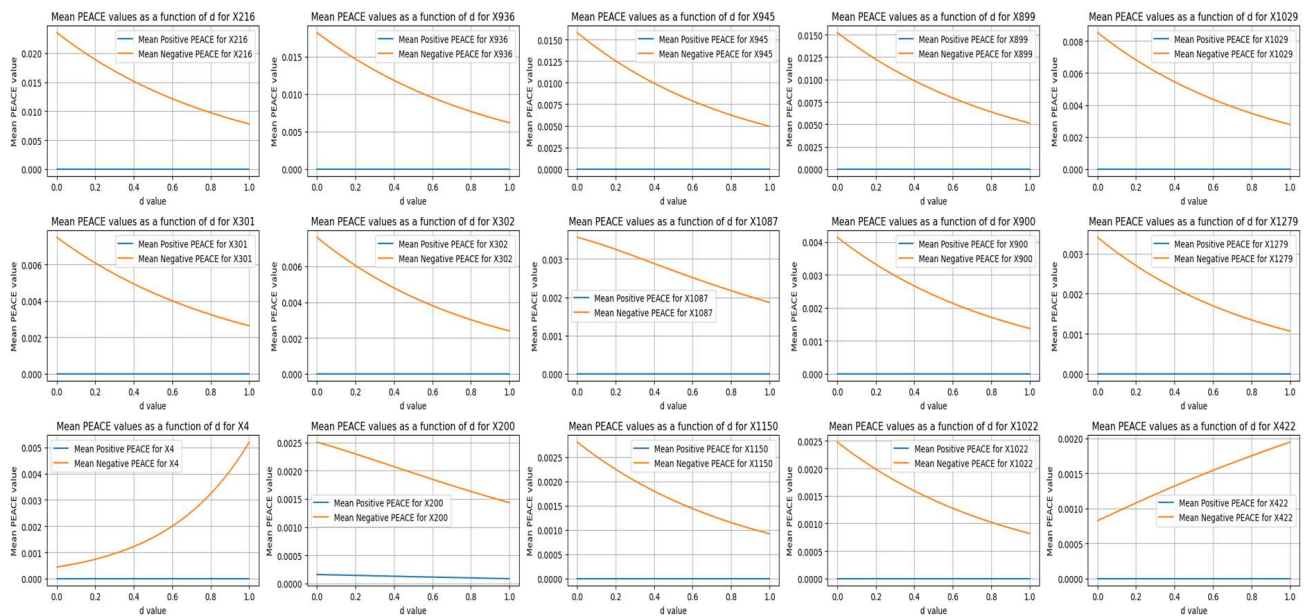 Mean PEACE values as a function of d for X216
Mean PEACE value
0.020
0.015
0.010
0.005
0.000
Mean Positive PEACE for X216
Mean Negative PEACE for X216
0.0 0.2 0.4 0.6 0.8 1.0
d value
Mean PEACE values as a function of d for X936
Mean PEACE value
0.015
0.010
0.005
0.000
Mean Positive PEACE for X936
Mean Negative PEACE for X936
0.0 0.2 0.4 0.6 0.8 1.0
d value
Mean PEACE values as a function of d for X945
Mean PEACE value
0.0150
0.0125
0.0100
0.0075
0.0050
0.0025
0.0000
Mean Positive PEACE for X945
Mean Negative PEACE for X945
0.0 0.2 0.4 0.6 0.8 1.0
d value
Mean PEACE values as a function of d for X899
Mean PEACE value
0.0150
0.0125
0.0100
0.0075
0.0050
0.0025
0.0000
Mean Positive PEACE for X899
Mean Negative PEACE for X899
0.0 0.2 0.4 0.6 0.8 1.0
d value
Mean PEACE values as a function of d for X1029
Mean PEACE value
0.008
0.006
0.004
0.002
0.000
Mean Positive PEACE for X1029
Mean Negative PEACE for X1029
0.0 0.2 0.4 0.6 0.8 1.0
d value
Mean PEACE values as a function of d for X301
Mean PEACE value
0.006
0.004
0.002
0.000
Mean Positive PEACE for X301
Mean Negative PEACE for X301
0.0 0.2 0.4 0.6 0.8 1.0
d value
Mean PEACE values as a function of d for X302
Mean PEACE value
0.006
0.004
0.002
0.000
Mean Positive PEACE for X302
Mean Negative PEACE for X302
0.0 0.2 0.4 0.6 0.8 1.0
d value
Mean PEACE values as a function of d for X1087
Mean PEACE value
0.003
0.002
0.001
0.000
Mean Positive PEACE for X1087
Mean Negative PEACE for X1087
0.0 0.2 0.4 0.6 0.8 1.0
d value
Mean PEACE values as a function of d for X900
Mean PEACE value
0.004
0.003
0.002
0.001
0.000
Mean Positive PEACE for X900
Mean Negative PEACE for X900
0.0 0.2 0.4 0.6 0.8 1.0
d value
Mean PEACE values as a function of d for X1279
Mean PEACE value
0.003
0.002
0.001
0.000
Mean Positive PEACE for X1279
Mean Negative PEACE for X1279
0.0 0.2 0.4 0.6 0.8 1.0
d value
Mean PEACE values as a function of d for X4
Mean PEACE value
0.005
0.004
0.003
0.002
0.001
0.000
Mean Positive PEACE for X4
Mean Negative PEACE for X4
0.0 0.2 0.4 0.6 0.8 1.0
d value
Mean PEACE values as a function of d for X200
Mean PEACE value
0.0025
0.0020
0.0015
0.0010
0.0005
0.0000
Mean Positive PEACE for X200
Mean Negative PEACE for X200
0.0 0.2 0.4 0.6 0.8 1.0
d value
Mean PEACE values as a function of d for X1150
Mean PEACE value
0.0025
0.0020
0.0015
0.0010
0.0005
0.0000
Mean Positive PEACE for X1150
Mean Negative PEACE for X1150
0.0 0.2 0.4 0.6 0.8 1.0
d value
Mean PEACE values as a function of d for X1022
Mean PEACE value
0.0025
0.0020
0.0015
0.0010
0.0005
0.0000
Mean Positive PEACE for X1022
Mean Negative PEACE for X1022
0.0 0.2 0.4 0.6 0.8 1.0
d value
Mean PEACE values as a function of d for X422
Mean PEACE value
0.0020
0.0015
0.0010
0.0005
0.0000
Mean Positive PEACE for X422
Mean Negative PEACE for X422
0.0 0.2 0.4 0.6 0.8 1.0
d value